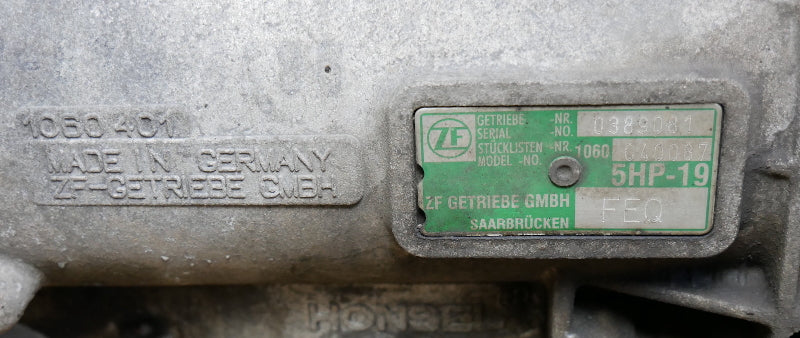 1060 401
MADE IN GERMANY
ZF-GETRIEBE GMBH
ZF
GETRIEBE -NR. 0389081
SERIAL -NO.
STÜCKLISTEN -NR. 1060
MODEL -NO.
5HP-19
ZF GETRIEBE GMBH FEQ
SAARBRÜCKEN
HONSEL